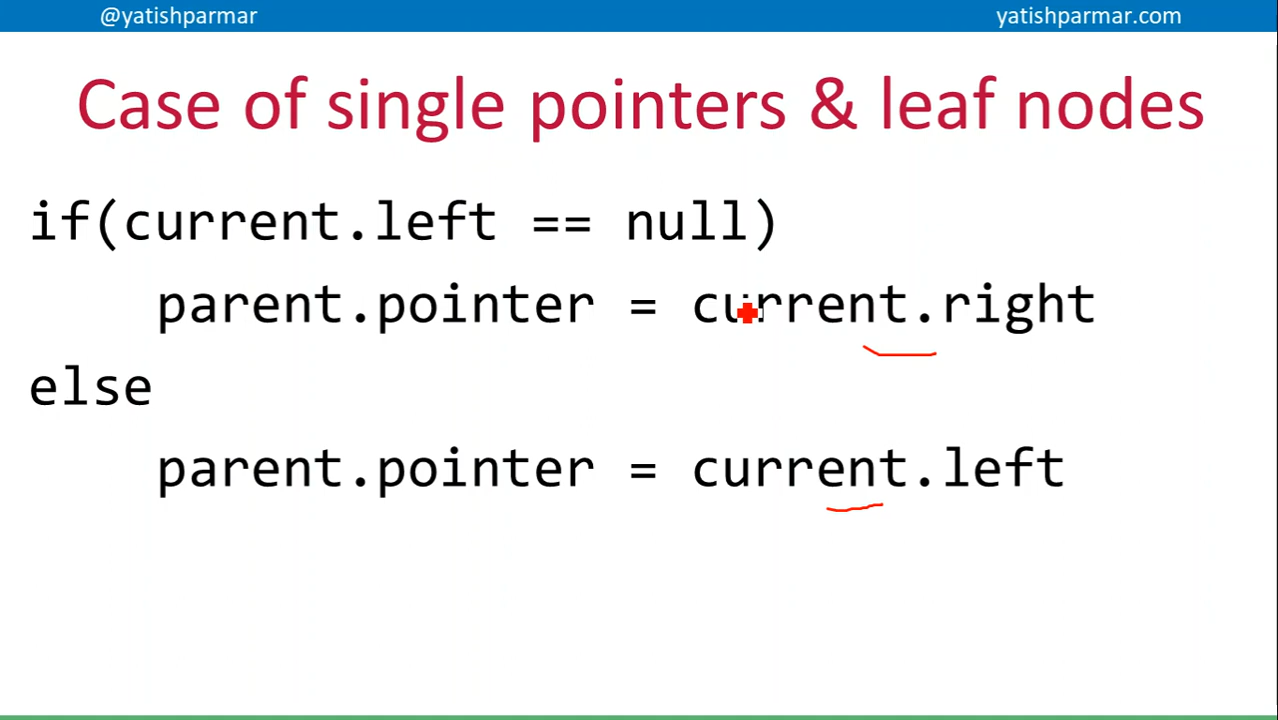 @yatishparmar yatishparmar.com
Case of single pointers & leaf nodes
if(current.left == null)
parent.pointer = current.right
else
parent.pointer = current.left